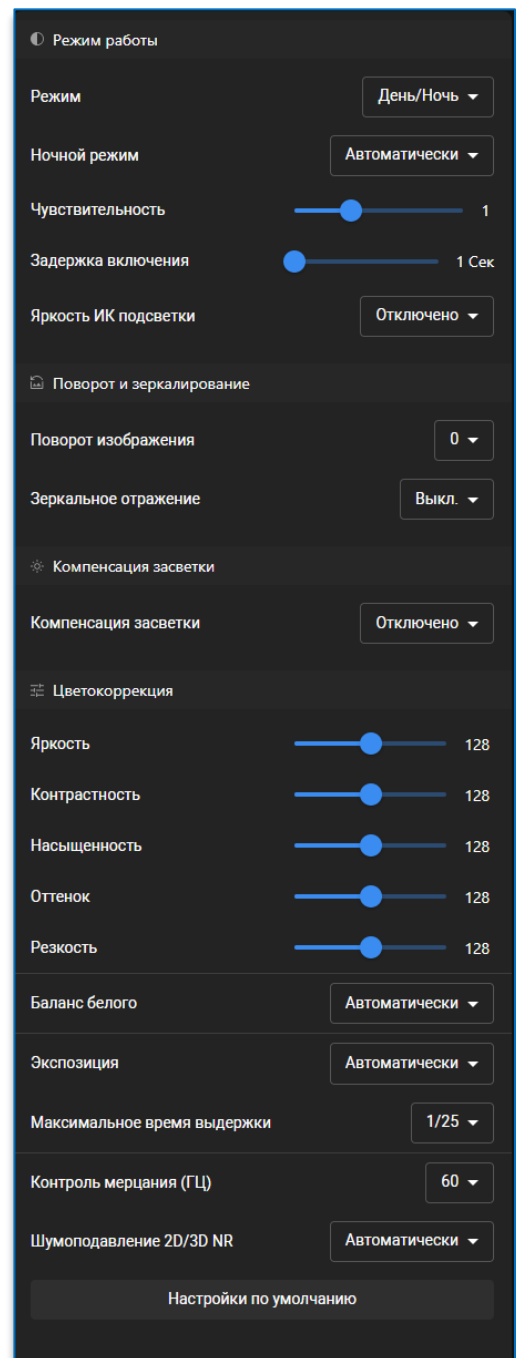 Режим работы
Режим День/Ночь
Ночной режим Автоматически
Чувствительность 1
Задержка включения 1 Сек
Яркость ИК подсветки Отключено
Поворот и зеркалирование
Поворот изображения 0
Зеркальное отражение Выкл.
Компенсация засветки
Компенсация засветки Отключено
Цветокоррекция
Яркость 128
Контрастность 128
Насыщенность 128
Оттенок 128
Резкость 128
Баланс белого Автоматически
Экспозиция Автоматически
Максимальное время выдержки 1/25
Контроль мерцания (ГЦ) 60
Шумоподавление 2D/3D NR Автоматически
Настройки по умолчанию